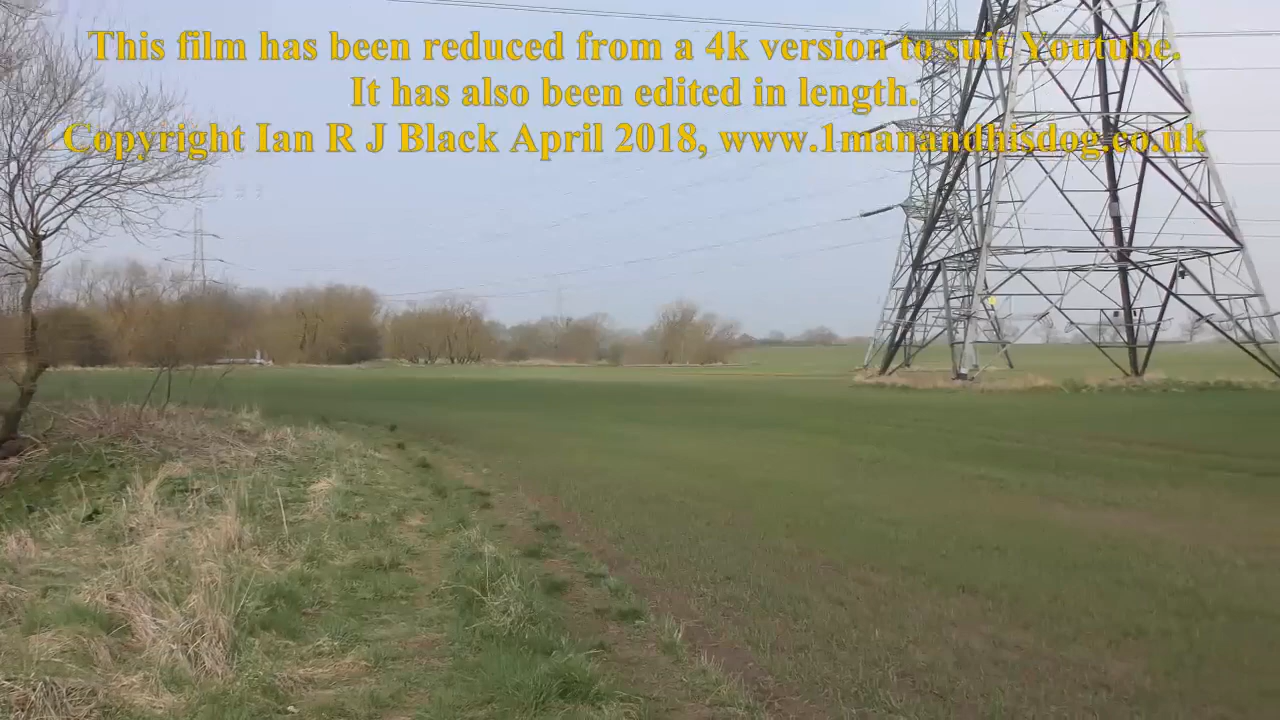 This film has been reduced from a 4k version to suit Youtube.
It has also been edited in length.
Copyright Ian R J Black April 2018, www.1manandhisdog.co.uk